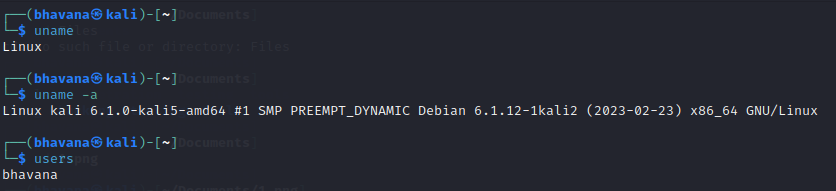 ┌──(bhavana㉿kali)-[~]
└─$ uname
Linux
┌──(bhavana㉿kali)-[~]
└─$ uname -a
Linux kali 6.1.0-kali5-amd64 #1 SMP PREEMPT_DYNAMIC Debian 6.1.12-1kali2 (2023-02-23) x86_64 GNU/Linux
┌──(bhavana㉿kali)-[~]
└─$ users
bhavana